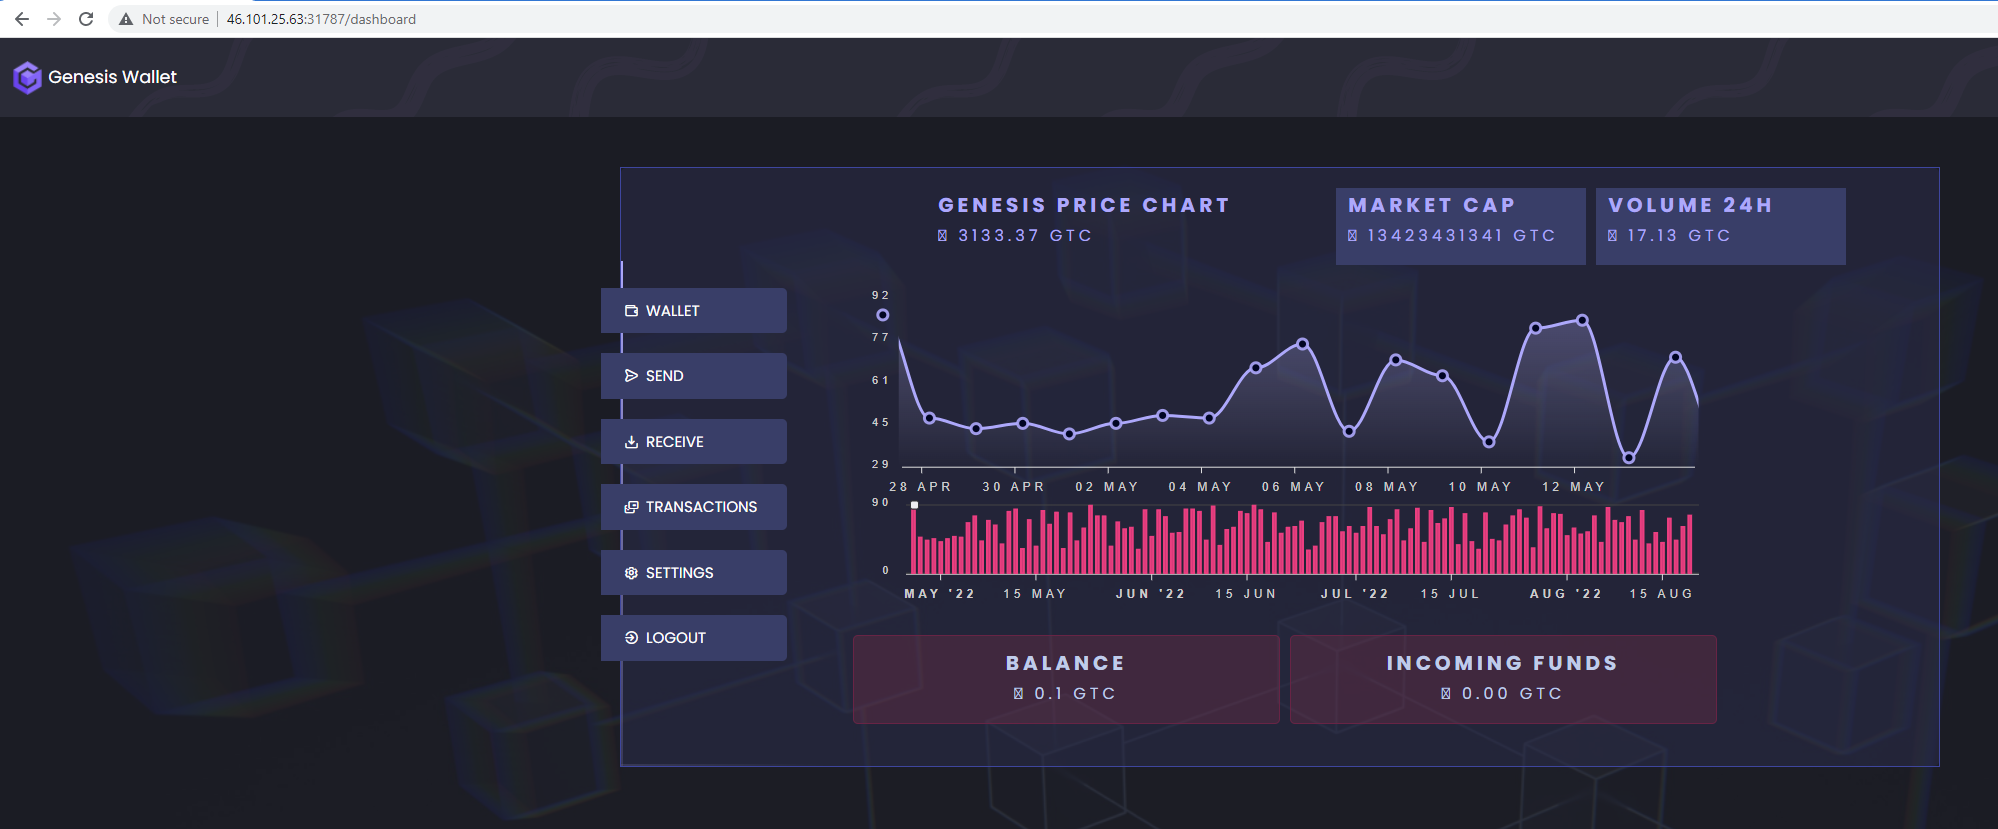 Not secure | 46.101.25.63:31787/dashboard
Genesis Wallet
GENESIS PRICE CHART
3133.37 GTC
MARKET CAP
13423431341 GTC
VOLUME 24H
17.13 GTC
WALLET
SEND
RECEIVE
TRANSACTIONS
SETTINGS
LOGOUT
92
77
61
45
29
28 APR 30 APR 02 MAY 04 MAY 06 MAY 08 MAY 10 MAY 12 MAY
90
0
MAY '22 15 MAY JUN '22 15 JUN JUL '22 15 JUL AUG '22 15 AUG
BALANCE
0.1 GTC
INCOMING FUNDS
0.00 GTC